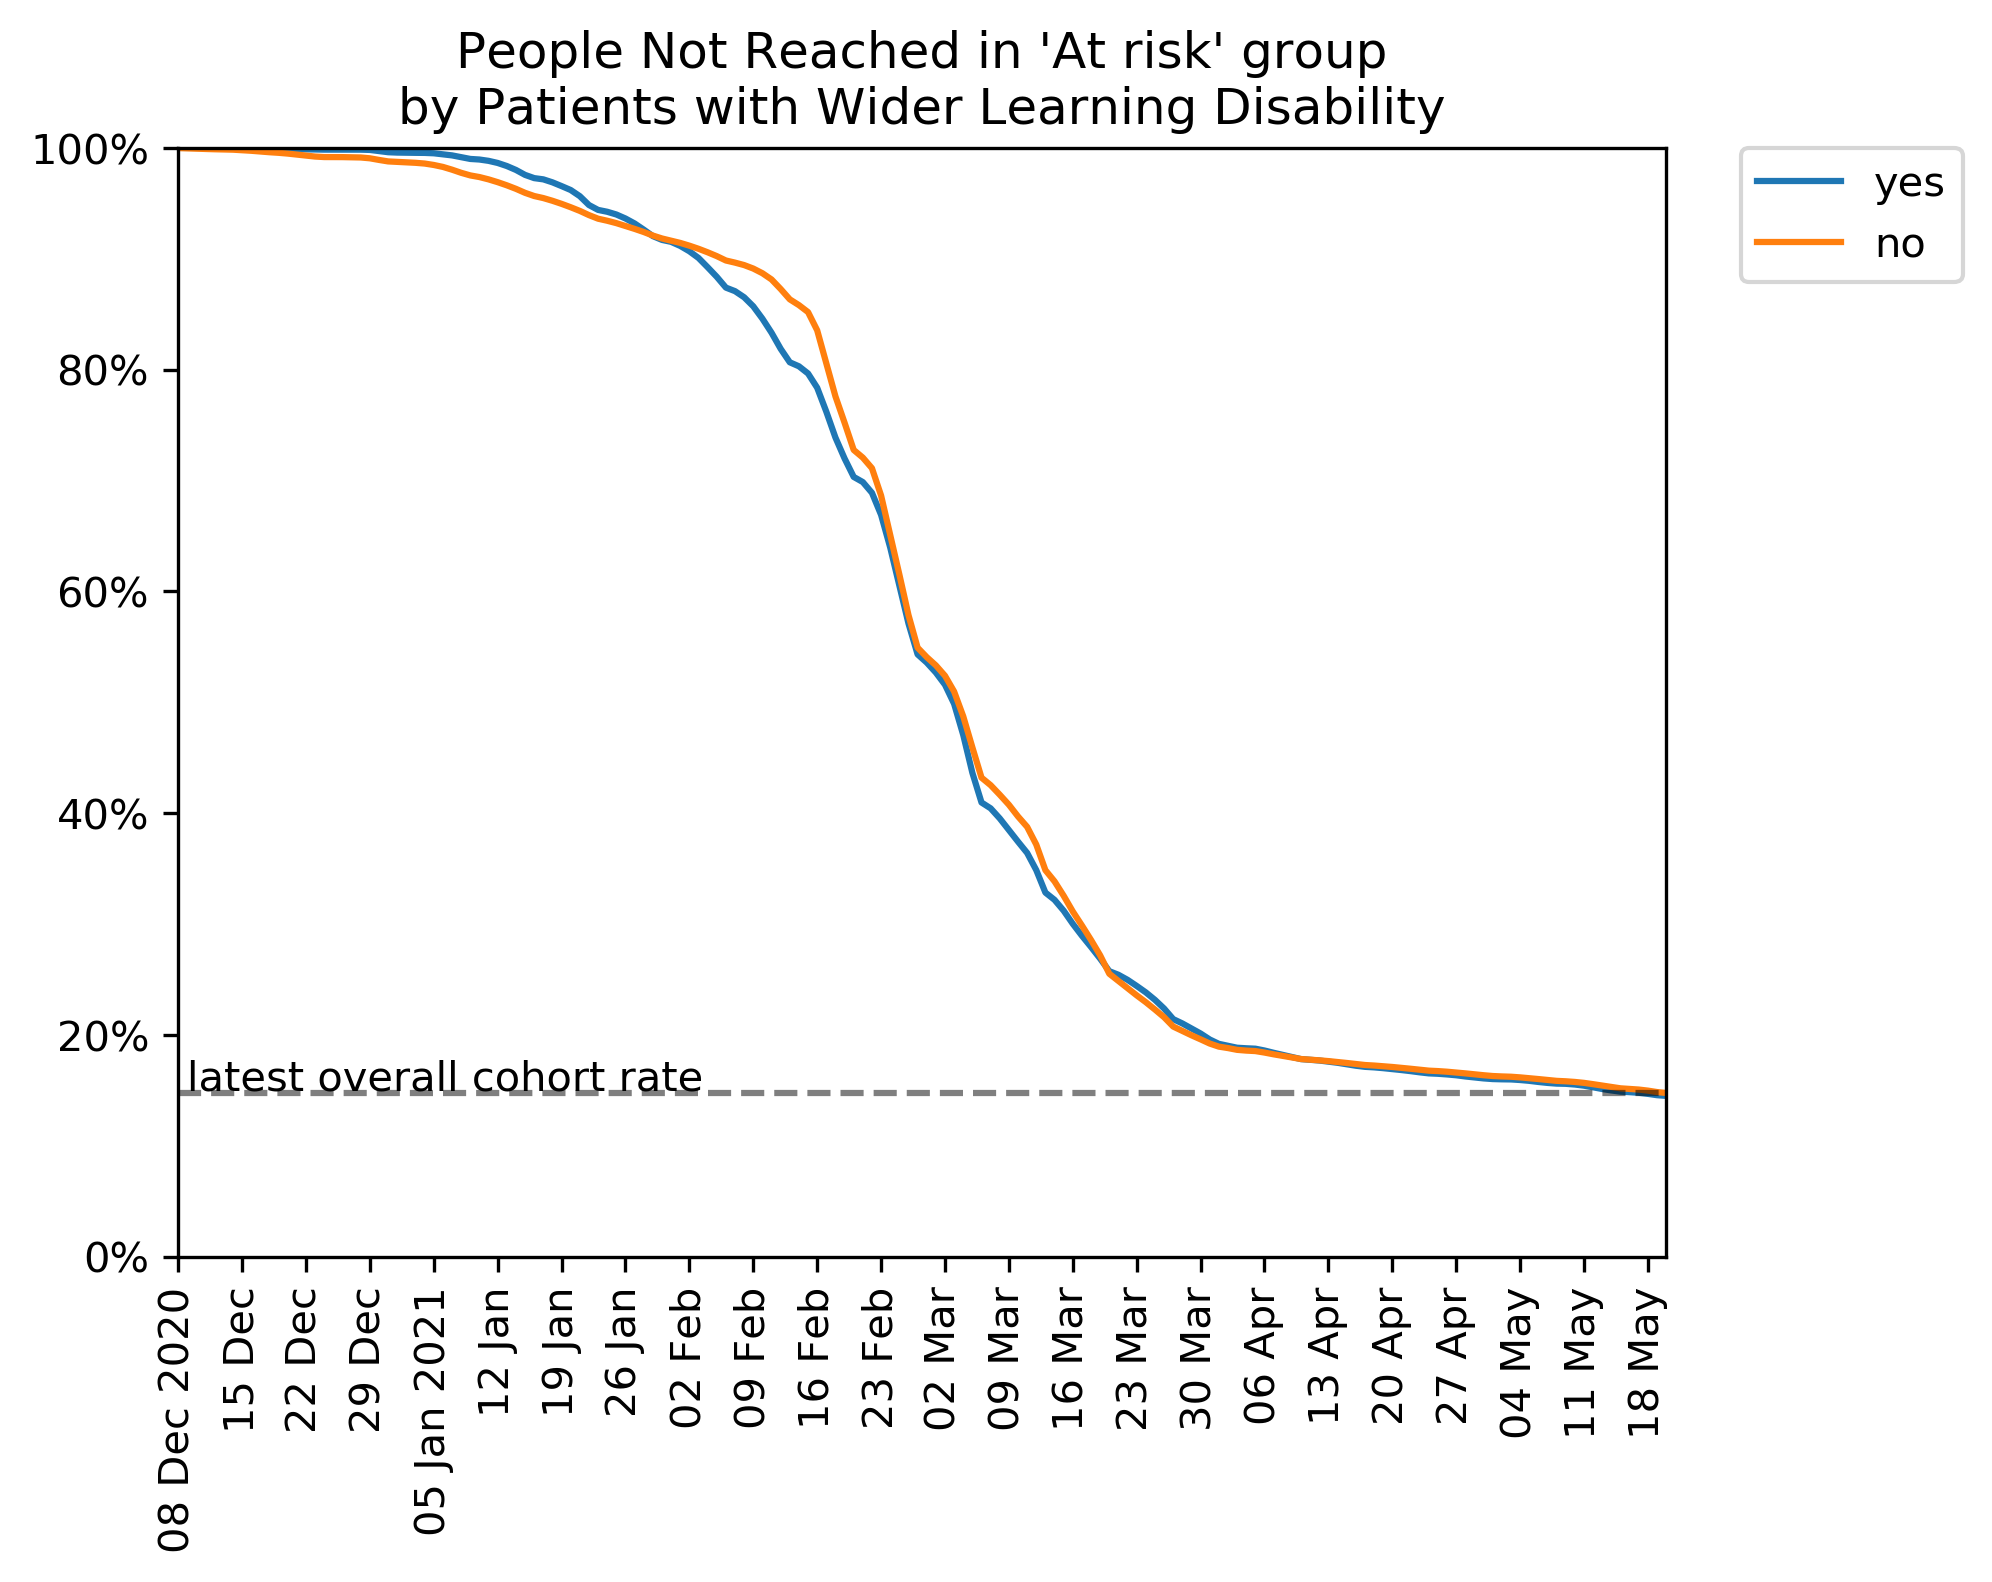 People Not Reached in 'At risk' group
by Patients with Wider Learning Disability
100%
80%
60%
40%
20%
0%
latest overall cohort rate
yes
no
08 Dec 2020
15 Dec
22 Dec
29 Dec
05 Jan 2021
12 Jan
19 Jan
26 Jan
02 Feb
09 Feb
16 Feb
23 Feb
02 Mar
09 Mar
16 Mar
23 Mar
30 Mar
06 Apr
13 Apr
20 Apr
27 Apr
04 May
11 May
18 May